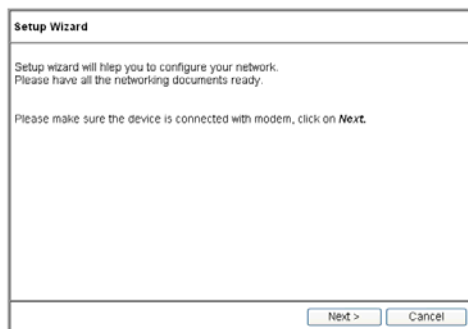 Setup Wizard
Setup wizard will hlep you to configure your network.
Please have all the networking documents ready.
Please make sure the device is connected with modem, click on Next.
Next >
Cancel